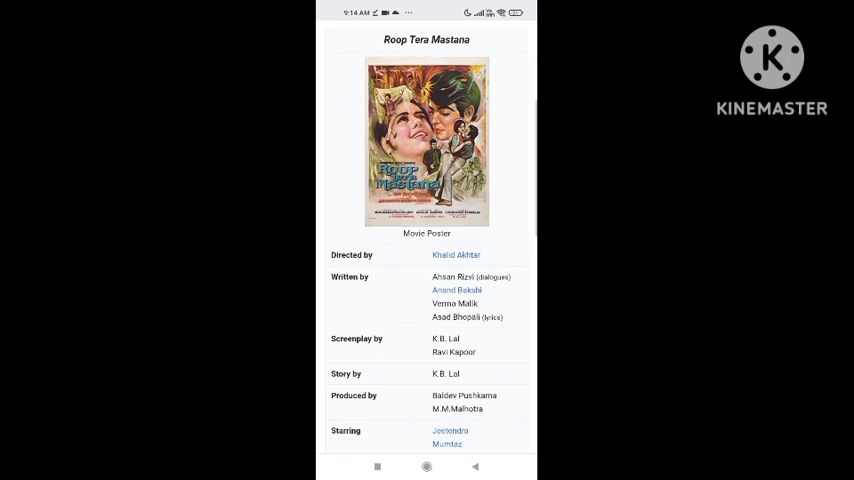 9:14 AM
Roop Tera Mastana
Roop
tera
Mastana
Movie Poster
Directed by Khalid Akhtar
Written by Ahsan Rizvi (dialogues)
Anand Bakshi
Verma Malik
Asad Bhopali (lyrics)
Screenplay by K.B. Lal
Ravi Kapoor
Story by K.B. Lal
Produced by Baldev Pushkarna
M.M.Malhotra
Starring Jeetendra
Mumtaz
K
KINEMASTER